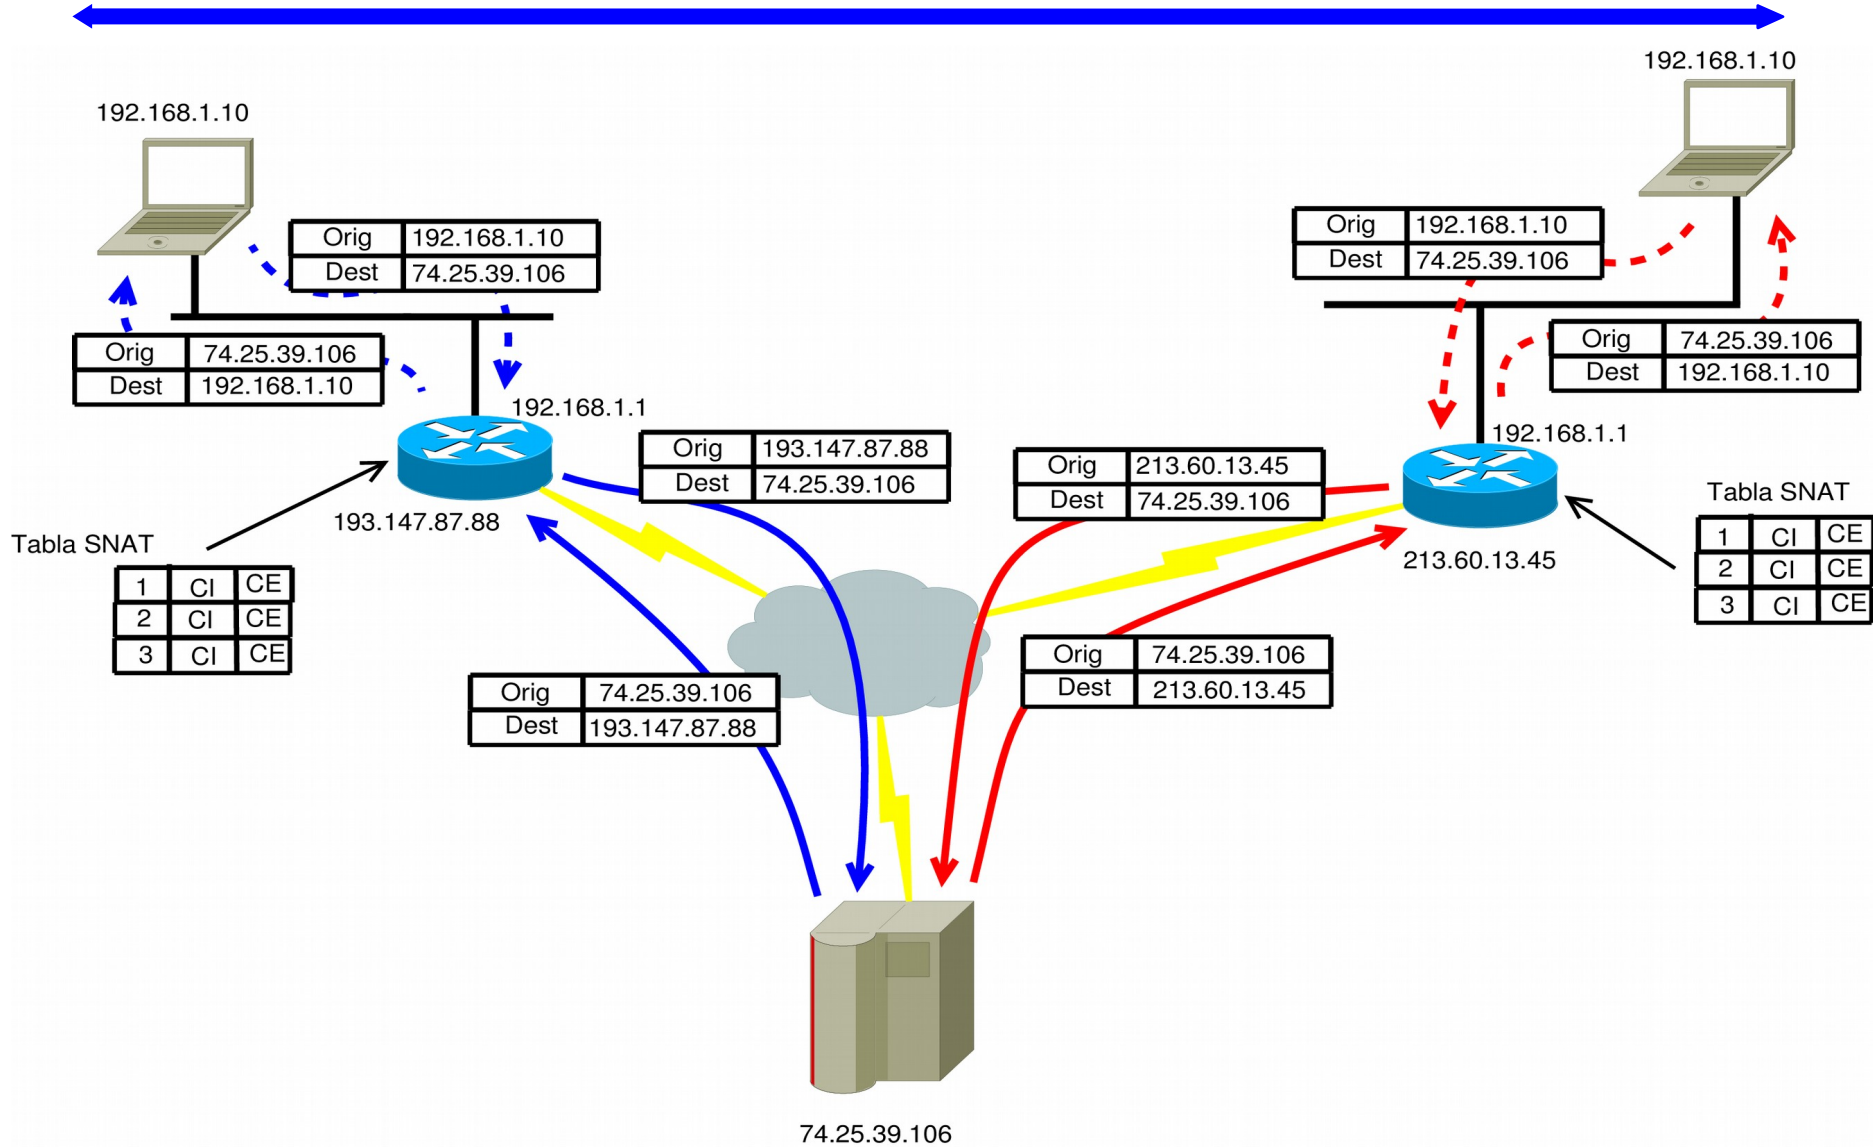 192.168.1.10
192.168.1.10
Orig 192.168.1.10
Dest 74.25.39.106
Orig 192.168.1.10
Dest 74.25.39.106
Orig 74.25.39.106
Dest 192.168.1.10
Orig 74.25.39.106
Dest 192.168.1.10
192.168.1.1
192.168.1.1
Orig 193.147.87.88
Dest 74.25.39.106
Orig 213.60.13.45
Dest 74.25.39.106
193.147.87.88
213.60.13.45
Tabla SNAT
1 CI CE
2 CI CE
3 CI CE
Tabla SNAT
1 CI CE
2 CI CE
3 CI CE
Orig 74.25.39.106
Dest 193.147.87.88
Orig 74.25.39.106
Dest 213.60.13.45
74.25.39.106